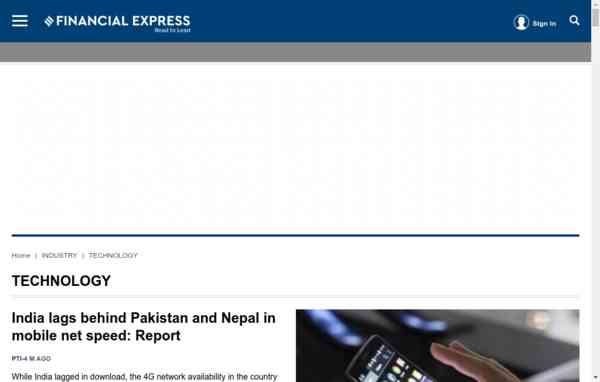 FINANCIAL EXPRESS
Read to Lead
Sign In
Home | INDUSTRY | TECHNOLOGY
TECHNOLOGY
India lags behind Pakistan and Nepal in
mobile net speed: Report
PTI-4 M AGO
While India lagged in download, the 4G network availability in the country